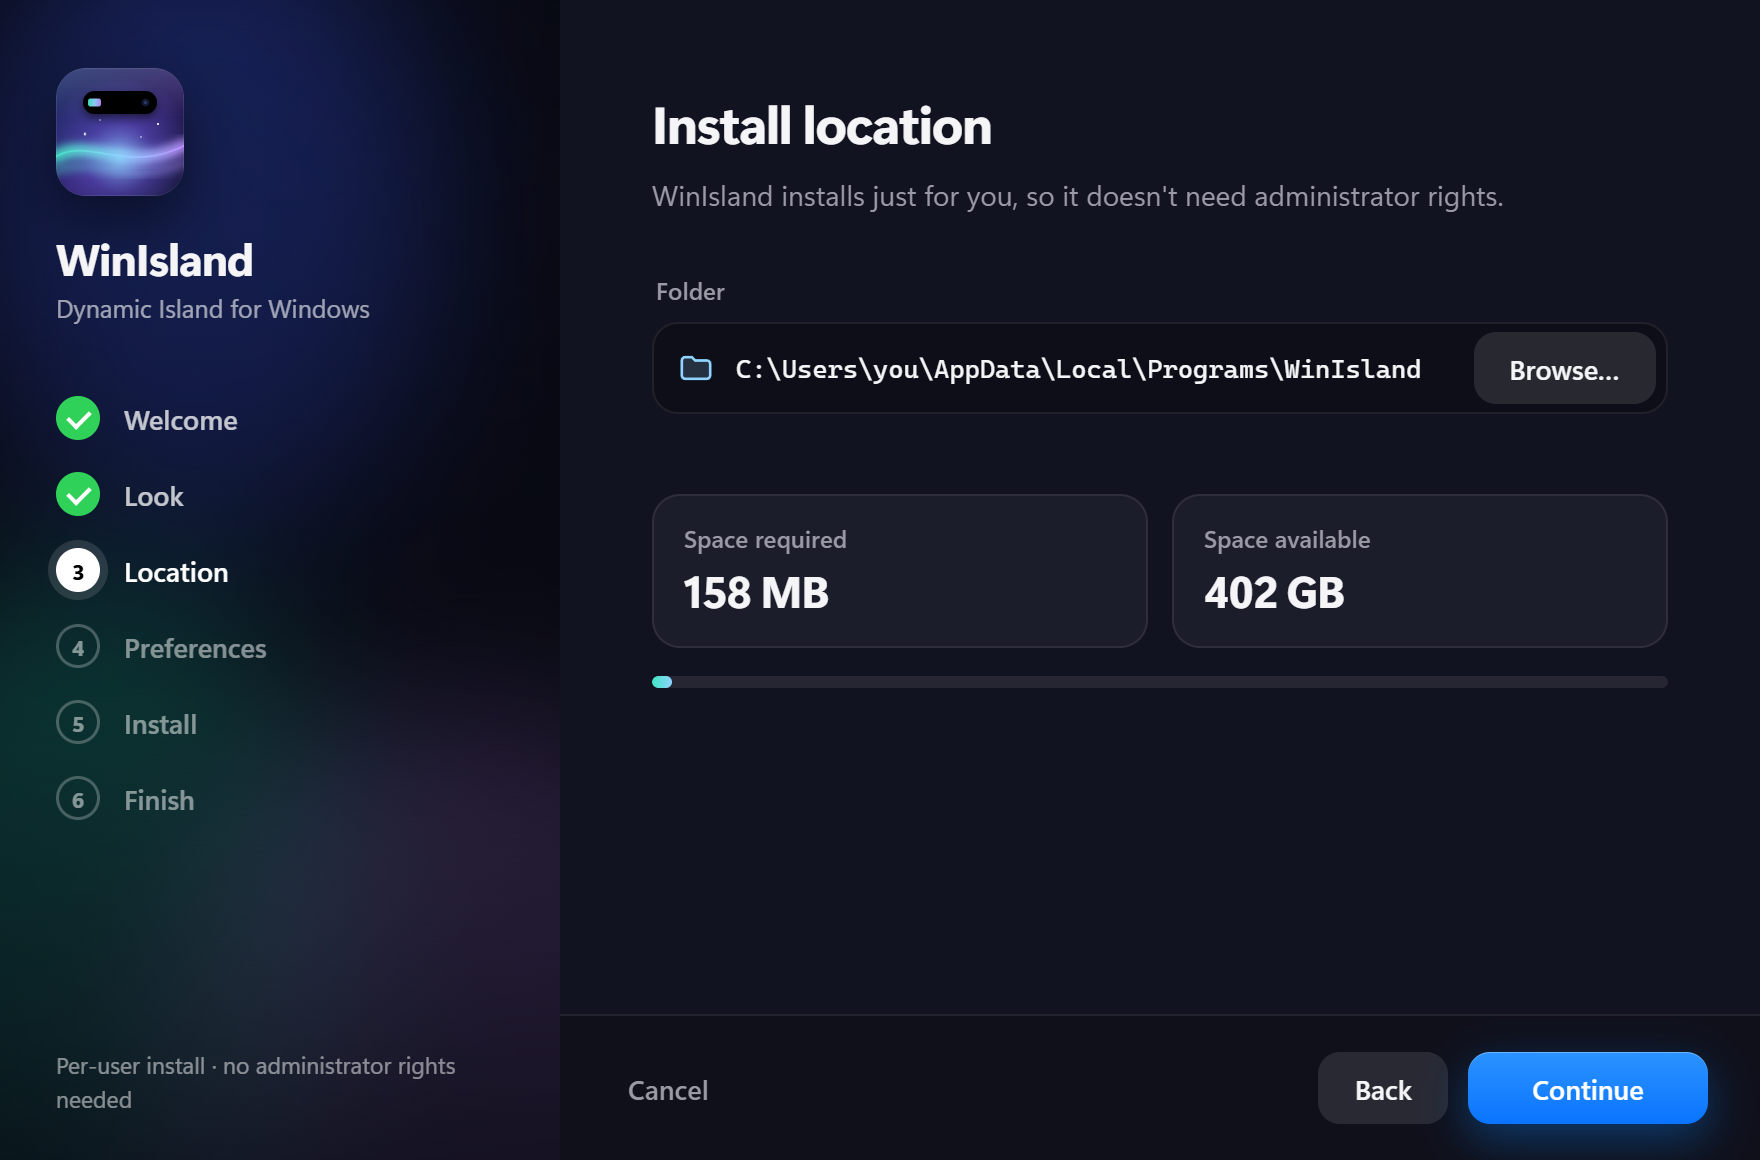 WinIsland
Dynamic Island for Windows
Welcome
Look
3 Location
4 Preferences
5 Install
6 Finish
Per-user install · no administrator rights
needed
Install location
WinIsland installs just for you, so it doesn't need administrator rights.
Folder
C:\Users\you\AppData\Local\Programs\WinIsland
Browse...
Space required
158 MB
Space available
402 GB
Cancel
Back
Continue